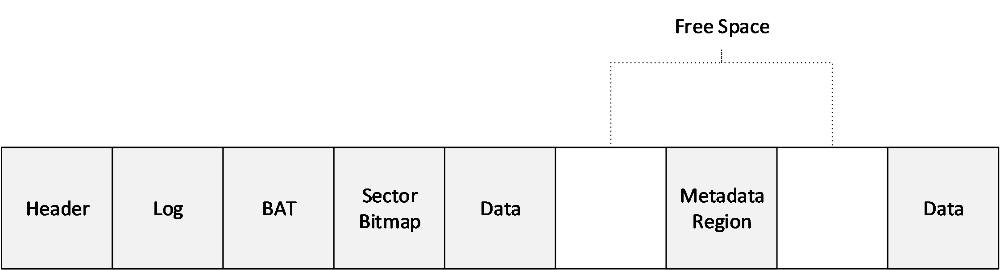 Free Space
Header
Log
BAT
Sector
Bitmap
Data
Metadata
Region
Data